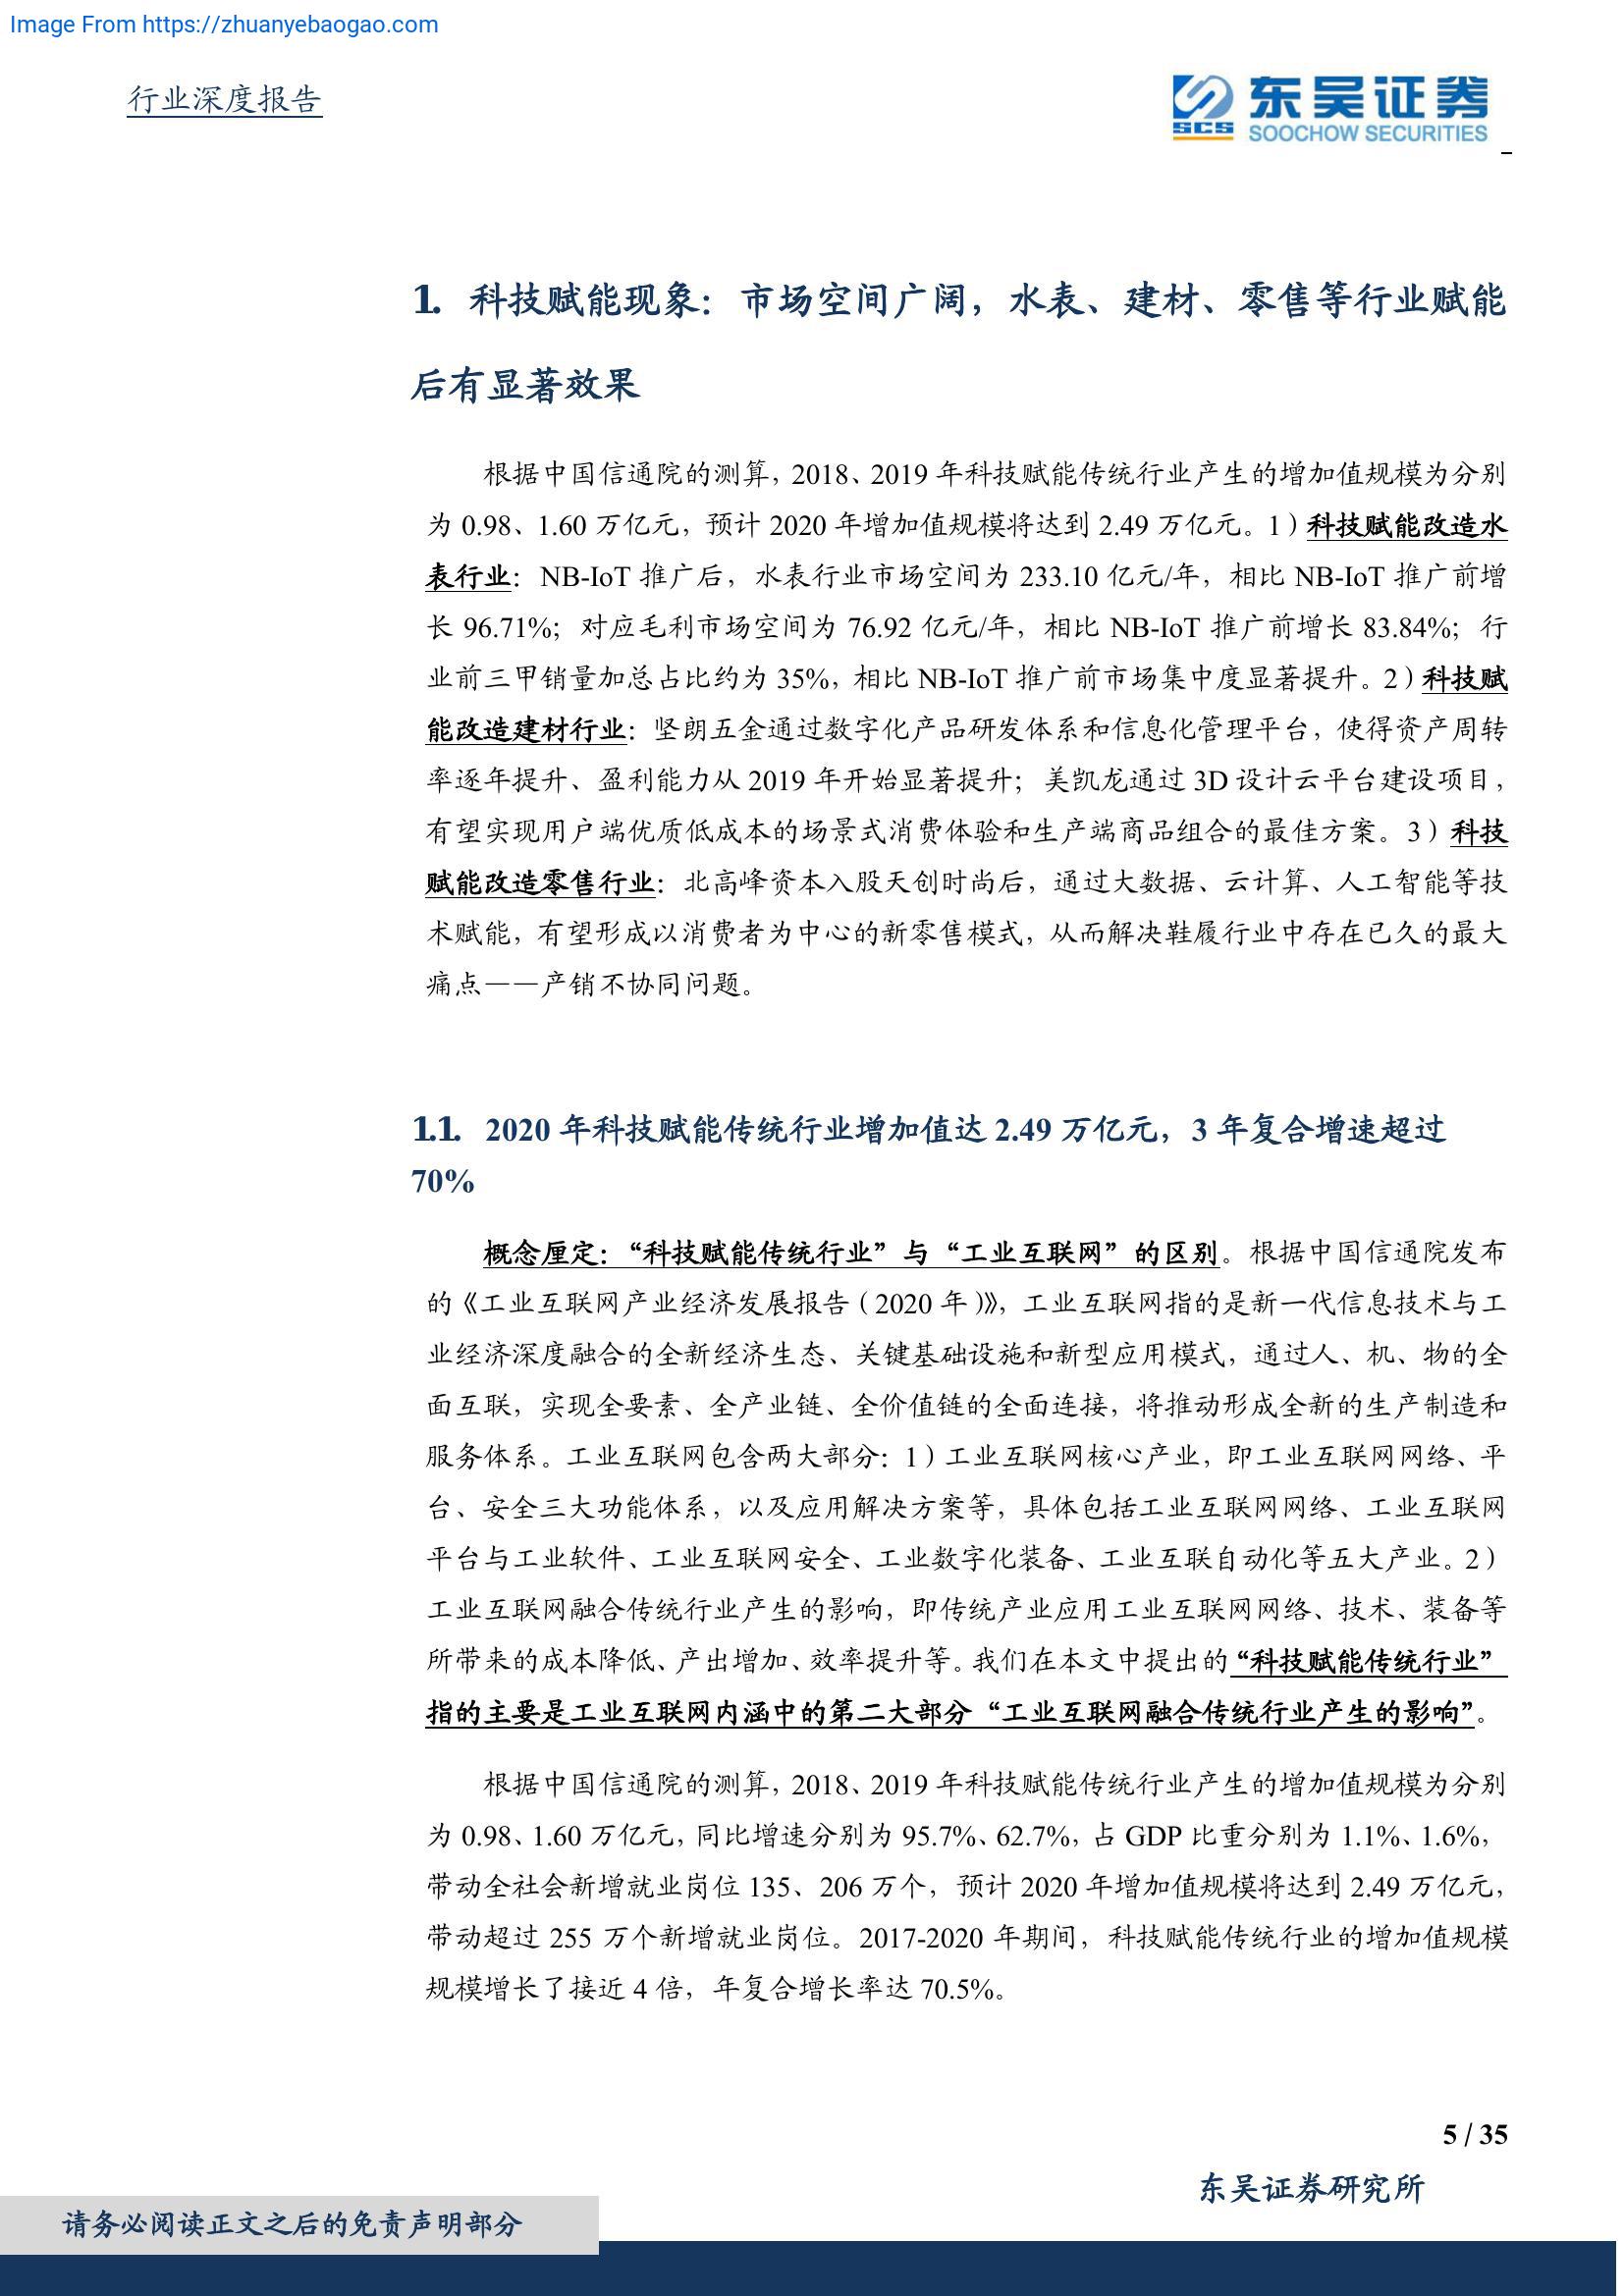 Image From https://zhuanyebaogao.com
行业深度报告
SCS 东吴证券
SOOCHOW SECURITIES
1. 科技赋能现象：市场空间广阔，水表、建材、零售等行业赋能
后有显著效果
根据中国信通院的测算，2018、2019 年科技赋能传统行业产生的增加值规模为分别
为 0.98、1.60 万亿元，预计 2020 年增加值规模将达到 2.49 万亿元。1）科技赋能改造水
表行业：NB-IoT 推广后，水表行业市场空间为 233.10 亿元/年，相比 NB-IoT 推广前增
长 96.71%；对应毛利市场空间为 76.92 亿元/年，相比 NB-IoT 推广前增长 83.84%；行
业前三甲销量加总占比约为 35%，相比 NB-IoT 推广前市场集中度显著提升。2）科技赋
能改造建材行业：坚朗五金通过数字化产品研发体系和信息化管理平台，使得资产周转
率逐年提升、盈利能力从 2019 年开始显著提升；美凯龙通过 3D 设计云平台建设项目，
有望实现用户端优质低成本的场景式消费体验和生产端商品组合的最佳方案。3）科技
赋能改造零售行业：北高峰资本入股天创时尚后，通过大数据、云计算、人工智能等技
术赋能，有望形成以消费者为中心的新零售模式，从而解决鞋履行业中存在已久的最大
痛点——产销不协同问题。
1.1. 2020 年科技赋能传统行业增加值达 2.49 万亿元，3 年复合增速超过
70%
概念厘定：“科技赋能传统行业”与“工业互联网”的区别。根据中国信通院发布
的《工业互联网产业经济发展报告（2020 年）》，工业互联网指的是新一代信息技术与工
业经济深度融合的全新经济生态、关键基础设施和新型应用模式，通过人、机、物的全
面互联，实现全要素、全产业链、全价值链的全面连接，将推动形成全新的生产制造和
服务体系。工业互联网包含两大部分：1）工业互联网核心产业，即工业互联网网络、平
台、安全三大功能体系，以及应用解决方案等，具体包括工业互联网网络、工业互联网
平台与工业软件、工业互联网安全、工业数字化装备、工业互联自动化等五大产业。2）
工业互联网融合传统行业产生的影响，即传统产业应用工业互联网网络、技术、装备等
所带来的成本降低、产出增加、效率提升等。我们在本文中提出的“科技赋能传统行业”
指的主要是工业互联网内涵中的第二大部分“工业互联网融合传统行业产生的影响”。
根据中国信通院的测算，2018、2019 年科技赋能传统行业产生的增加值规模为分别
为 0.98、1.60 万亿元，同比增速分别为 95.7%、62.7%，占 GDP 比重分别为 1.1%、1.6%，
带动全社会新增就业岗位 135、206 万个，预计 2020 年增加值规模将达到 2.49 万亿元，
带动超过 255 万个新增就业岗位。2017-2020 年期间，科技赋能传统行业的增加值规模
规模增长了接近 4 倍，年复合增长率达 70.5%。
5 / 35
东吴证券研究所
请务必阅读正文之后的免责声明部分